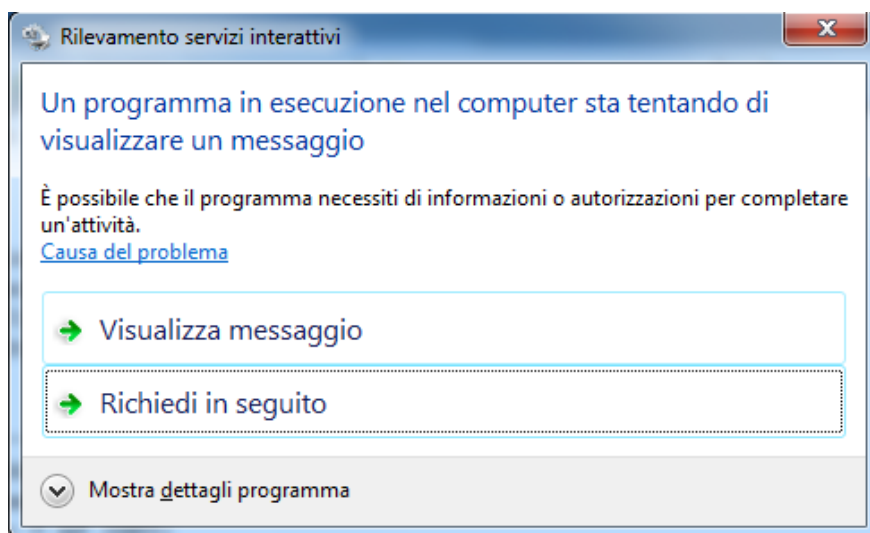 Rilevamento servizi interattivi
Un programma in esecuzione nel computer sta tentando di
visualizzare un messaggio
È possibile che il programma necessiti di informazioni o autorizzazioni per completare
un'attività.
Causa del problema
Visualizza messaggio
Richiedi in seguito
Mostra dettagli programma